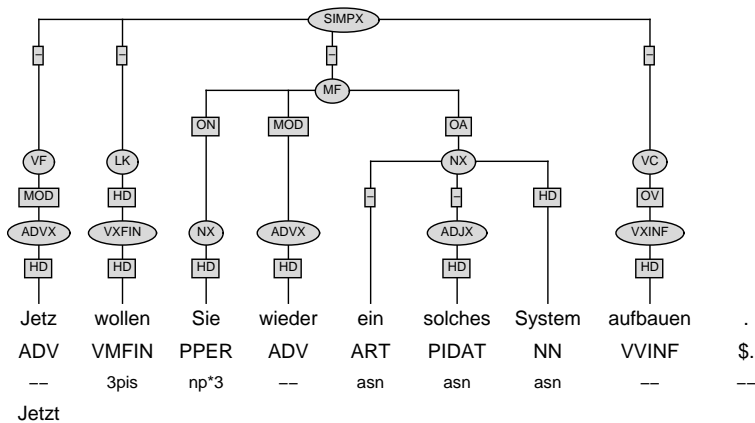 SIMPX
– – – –
MF
ON MOD OA
VF LK NX VC
MOD HD – – HD OV
ADVX VXFIN NX ADVX ADJX VXINF
HD HD HD HD HD HD
Jetz wollen Sie wieder ein solches System aufbauen .
ADV VMFIN PPER ADV ART PIDAT NN VVINF $.
–– 3pis np*3 –– asn asn asn –– ––
Jetzt